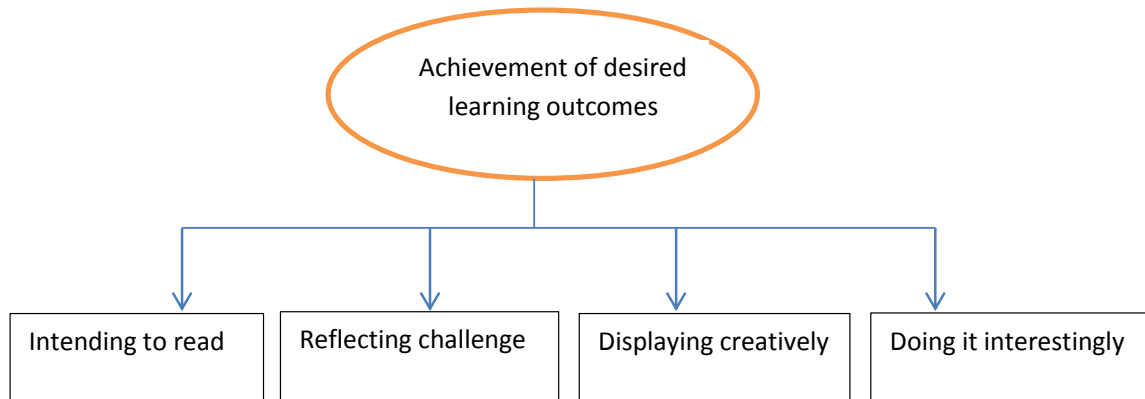 Achievement of desired
learning outcomes
Intending to read
Reflecting challenge
Displaying creatively
Doing it interestingly